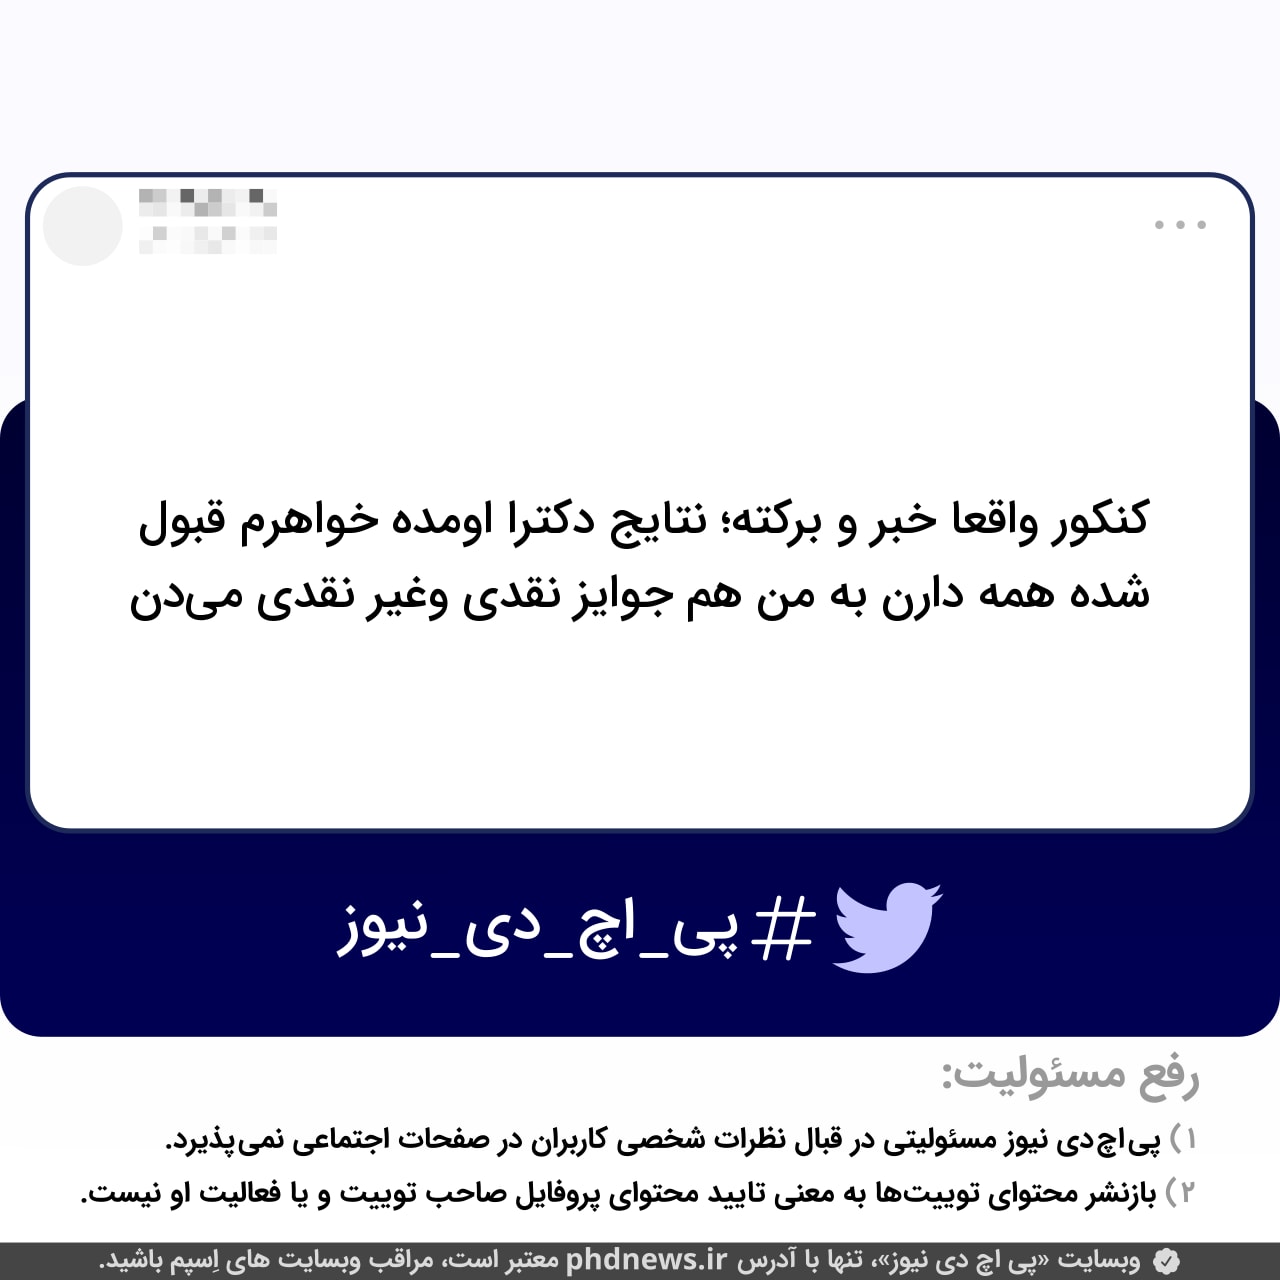 کنکور واقعا خبر و برکته؛ نتایج دکترا اومده خواهرم قبول
شده همه دارن به من هم جوایز نقدی وغیر نقدی می‌دن
#پی_اچ_دی_نیوز
رفع مسئولیت:
۱) پی‌اچ‌دی نیوز مسئولیتی در قبال نظرات شخصی کاربران در صفحات اجتماعی نمی‌پذیرد.
۲) بازنشر محتوای توییت‌ها به معنی تایید محتوای پروفایل صاحب توییت و یا فعالیت او نیست.
وبسایت «پی اچ دی نیوز»، تنها با آدرس phdnews.ir معتبر است، مراقب وبسایت های اِسپم باشید.